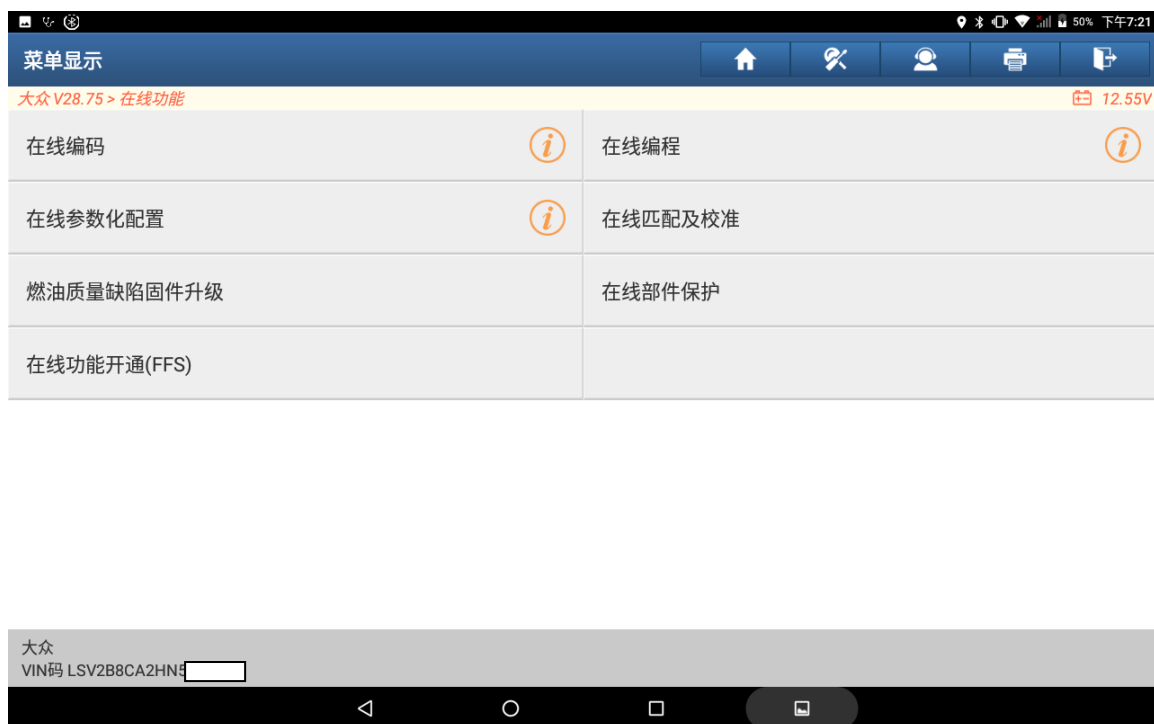 50% 下午7:21
菜单显示
大众 V28.75 > 在线功能 12.55V
在线编码 在线编程
在线参数化配置 在线匹配及校准
燃油质量缺陷固件升级 在线部件保护
在线功能开通(FFS)
大众
VIN码 LSV2B8CA2HN5